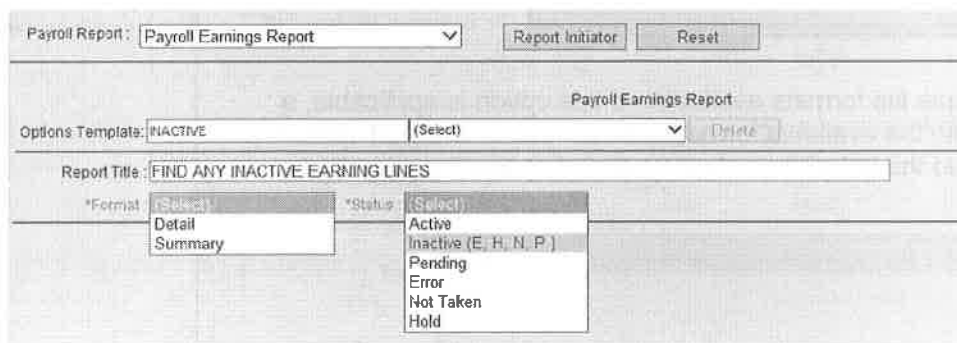 Payroll Report : Payroll Earnings Report Report Initiator Reset
Payroll Earnings Report
Options Template: INACTIVE (Select) Delete
Report Title : FIND ANY INACTIVE EARNING LINES
*Format (Select) *Status : (Select)
Detail Active
Summary Inactive (E, H, N, P )
Pending
Error
Not Taken
Hold